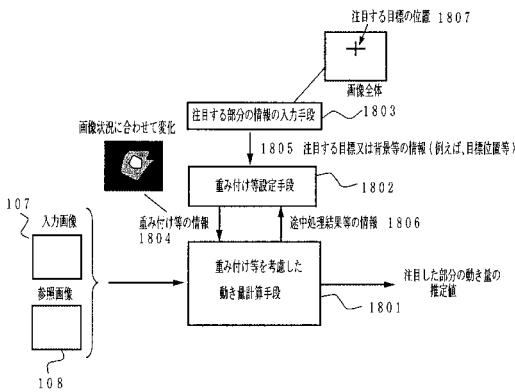 注目する目標の位置 1807
画像全体
注目する部分の情報の入力手段
1803
画像状況に合わせて変化
1805 注目する目標又は背景等の情報(例えば、目標位置等)
重み付け等設定手段
1802
107
入力画像
重み付け等の情報
1804
途中処理結果等の情報 1806
重み付け等を考慮した
動き量計算手段
注目した部分の動き量の
推定値
参照画像
1801
108